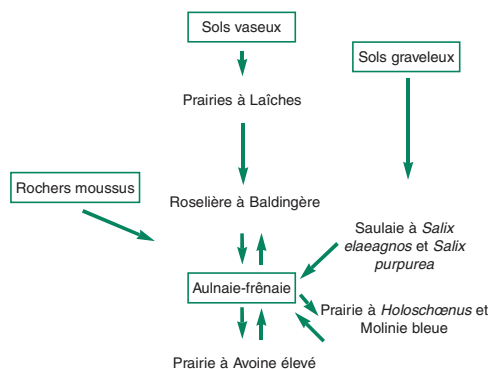 Sols vaseux
Sols graveleux
Prairies à Laîches
Rochers moussus
Roselière à Baldingère
Saulaie à Salix
elaeagnos et Salix
purpurea
Aulnaie-frênaie
Prairie à Holoschœnus et
Molinie bleue
Prairie à Avoine élevé